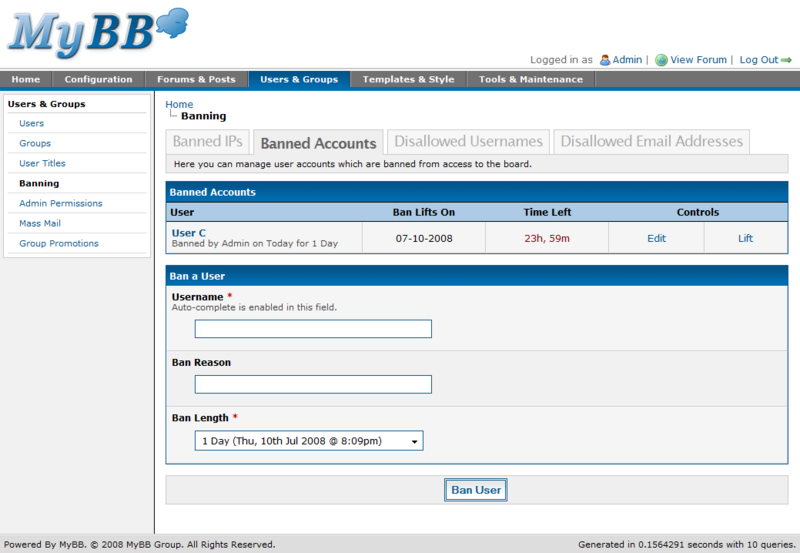 MyBB
Logged in as Admin | View Forum | Log Out
Home Configuration Forums & Posts Users & Groups Templates & Style Tools & Maintenance
Users & Groups
Users
Groups
User Titles
Banning
Admin Permissions
Mass Mail
Group Promotions
Home
Banning
Banned IPs Banned Accounts Disallowed Usernames Disallowed Email Addresses
Here you can manage user accounts which are banned from access to the board.
Banned Accounts
User Ban Lifts On Time Left Controls
User C
Banned by Admin on Today for 1 Day
07-10-2008 23h, 59m Edit Lift
Ban a User
Username *
Auto-complete is enabled in this field.
Ban Reason
Ban Length *
1 Day (Thu, 10th Jul 2008 @ 8:09pm)
Ban User
Powered By MyBB. © 2008 MyBB Group. All Rights Reserved. Generated in 0.1564291 seconds with 10 queries.